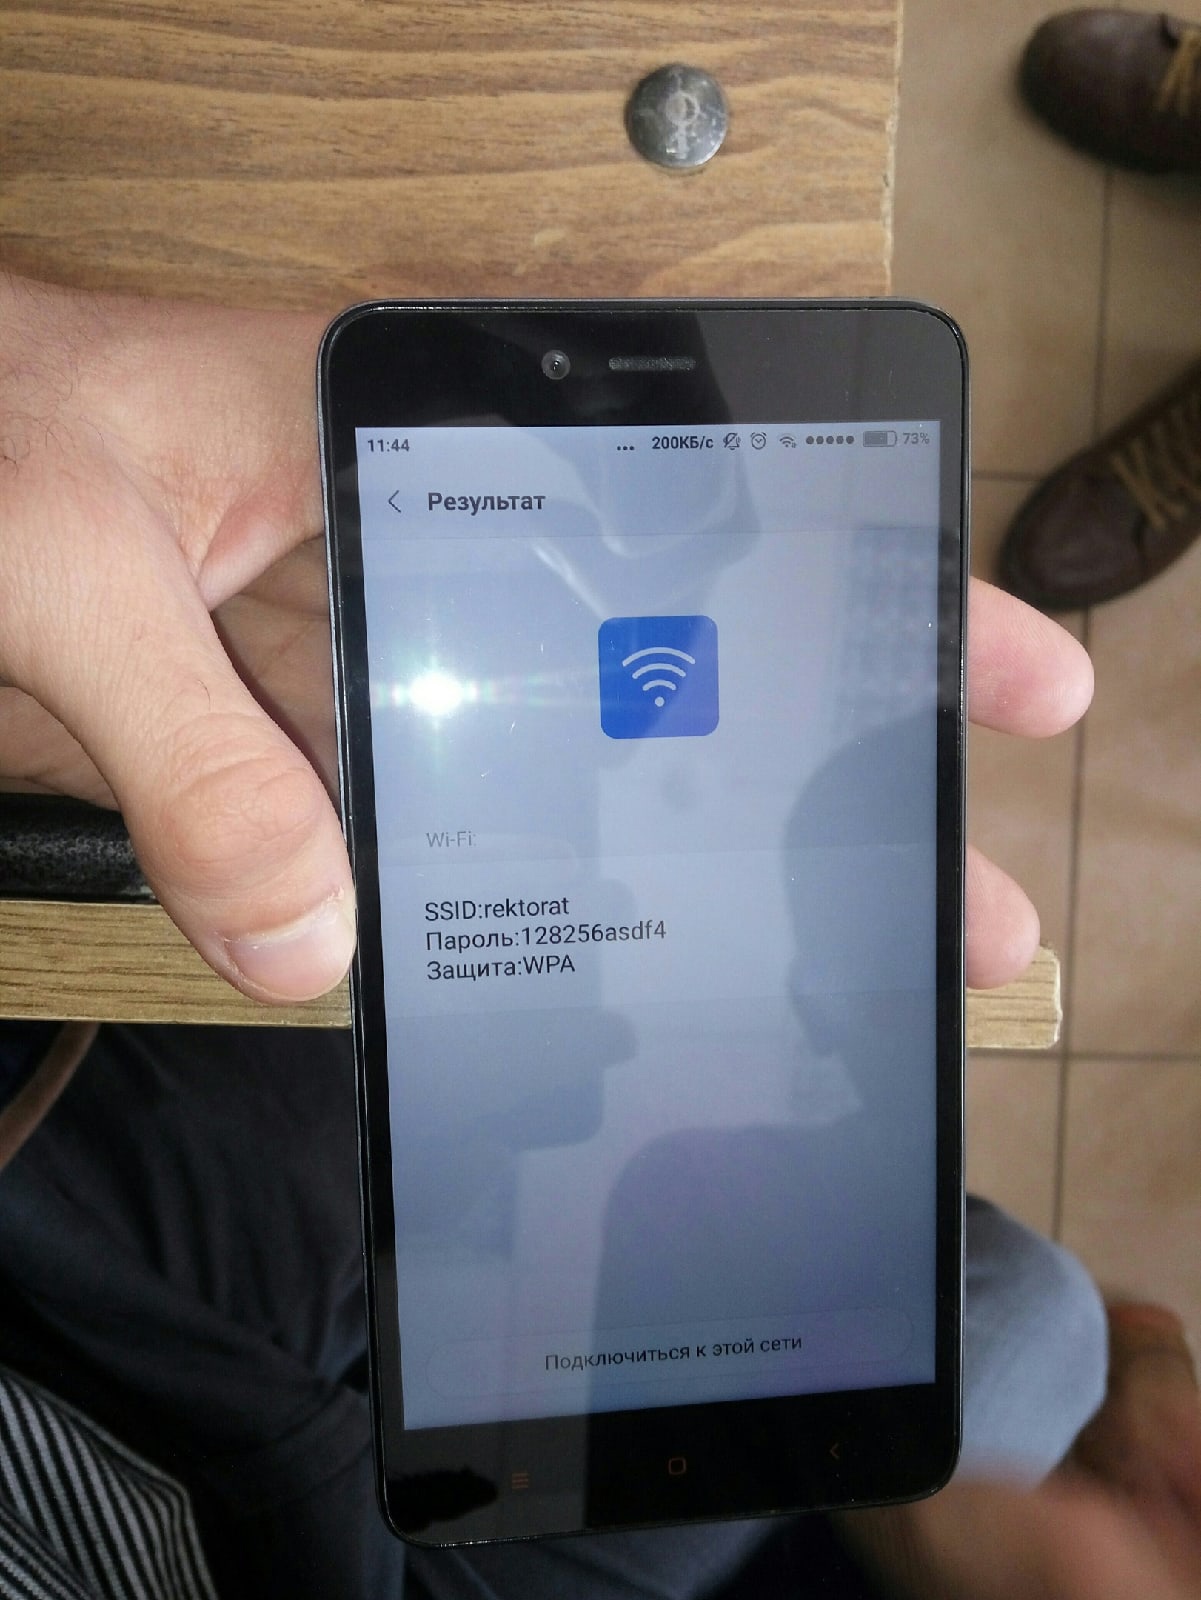 11:44 ... 200КБ/с 73%
Результат
Wi-Fi:
SSID:rektorat
Пароль:128256asdf4
Защита:WPA
Подключиться к этой сети